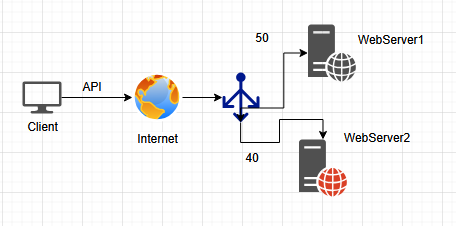 50
WebServer1
API
Client
Internet
WebServer2
40